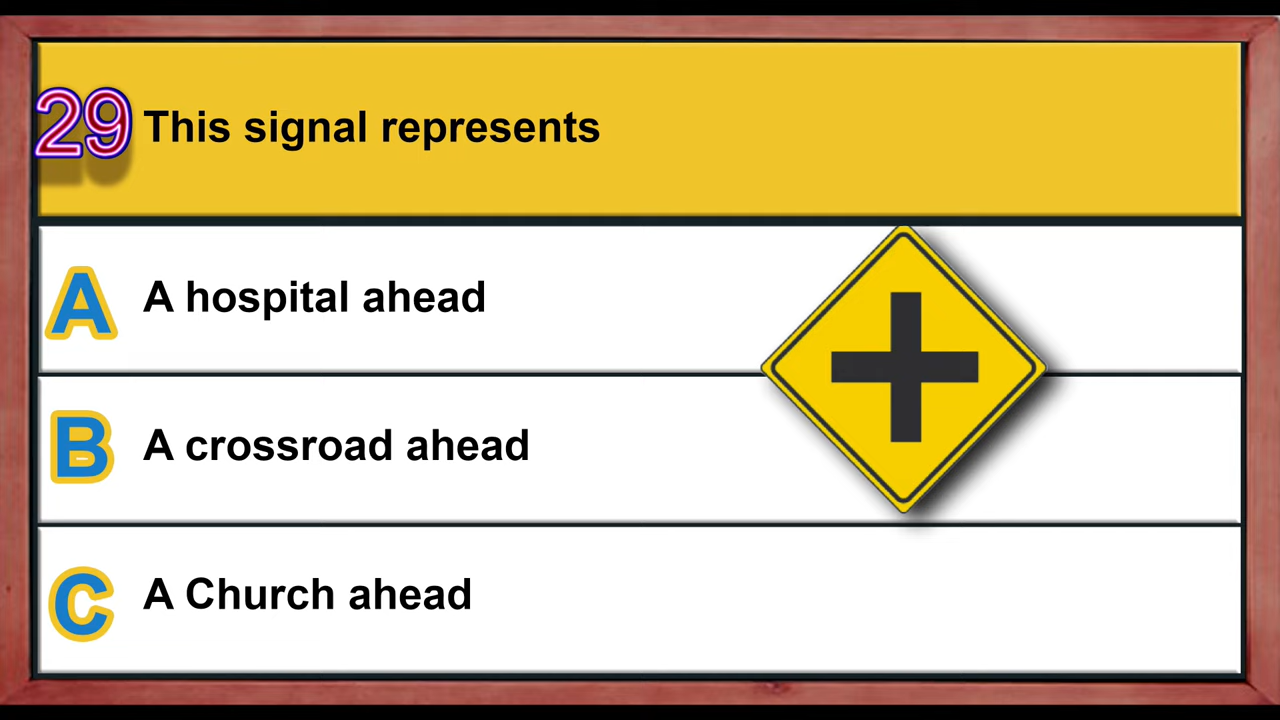 29 This signal represents
A A hospital ahead
B A crossroad ahead
C A Church ahead